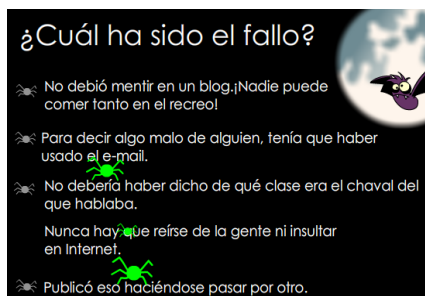 ¿Cuál ha sido el fallo?
No debió mentir en un blog.¡Nadie puede
comer tanto en el recreo!
Para decir algo malo de alguien, tenía que haber
usado el e-mail.
No debería haber dicho de qué clase era el chaval del
que hablaba.
Nunca hay que reírse de la gente ni insultar
en Internet.
Publicó eso haciéndose pasar por otro.